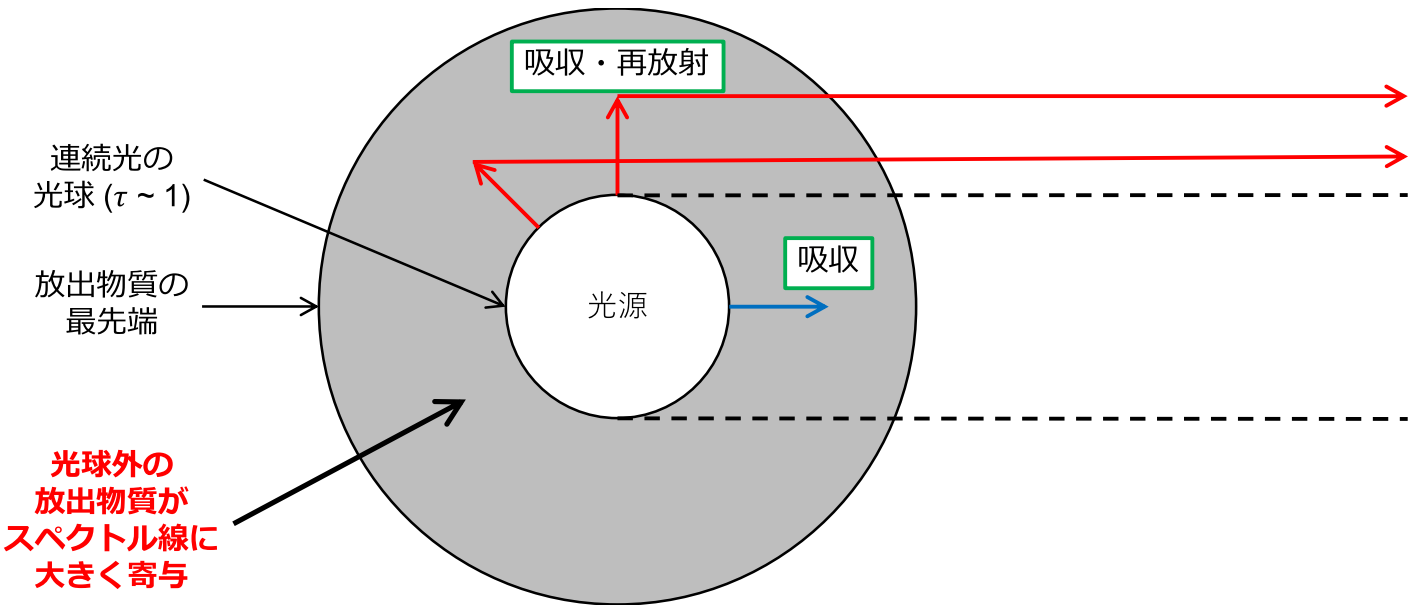 吸収・再放射
連続光の
光球 (τ ~ 1)
吸収
放出物質の
最先端
光源
光球外の
放出物質が
スペクトル線に
大きく寄与